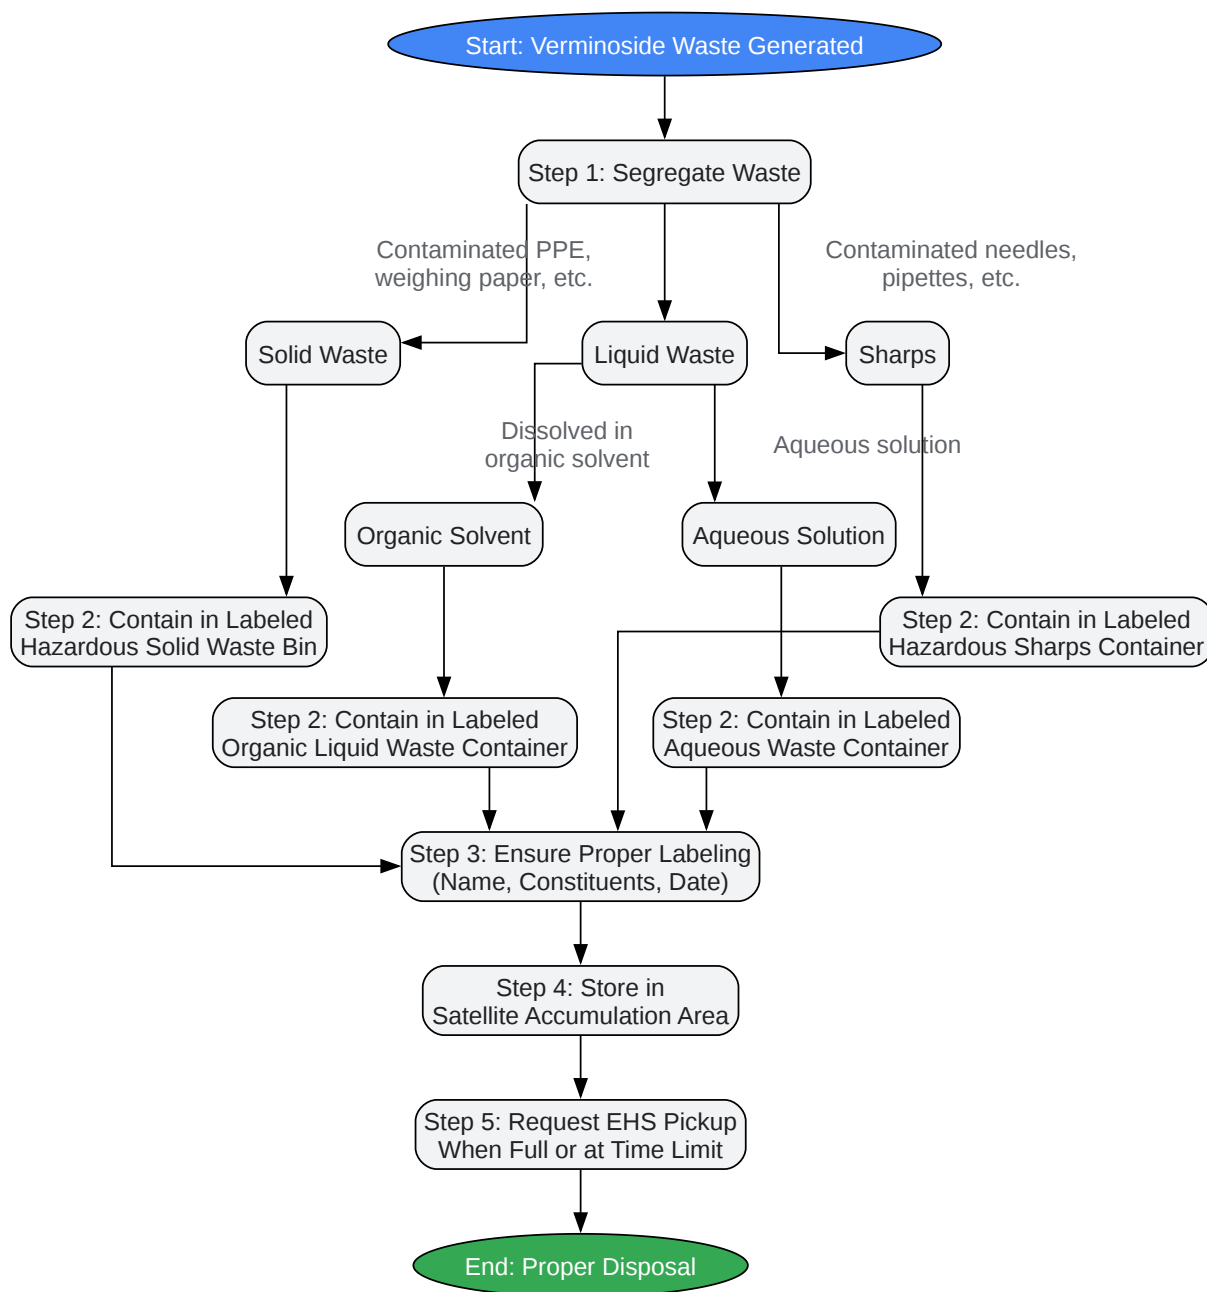 Start: Verminoside Waste Generated
Step 1: Segregate Waste
Contaminated PPE,
weighing paper, etc.
Contaminated needles,
pipettes, etc.
Solid Waste
Liquid Waste
Sharps
Dissolved in
organic solvent
Aqueous solution
Organic Solvent
Aqueous Solution
Step 2: Contain in Labeled
Hazardous Solid Waste Bin
Step 2: Contain in Labeled
Hazardous Sharps Container
Step 2: Contain in Labeled
Organic Liquid Waste Container
Step 2: Contain in Labeled
Aqueous Waste Container
Step 3: Ensure Proper Labeling
(Name, Constituents, Date)
Step 4: Store in
Satellite Accumulation Area
Step 5: Request EHS Pickup
When Full or at Time Limit
End: Proper Disposal